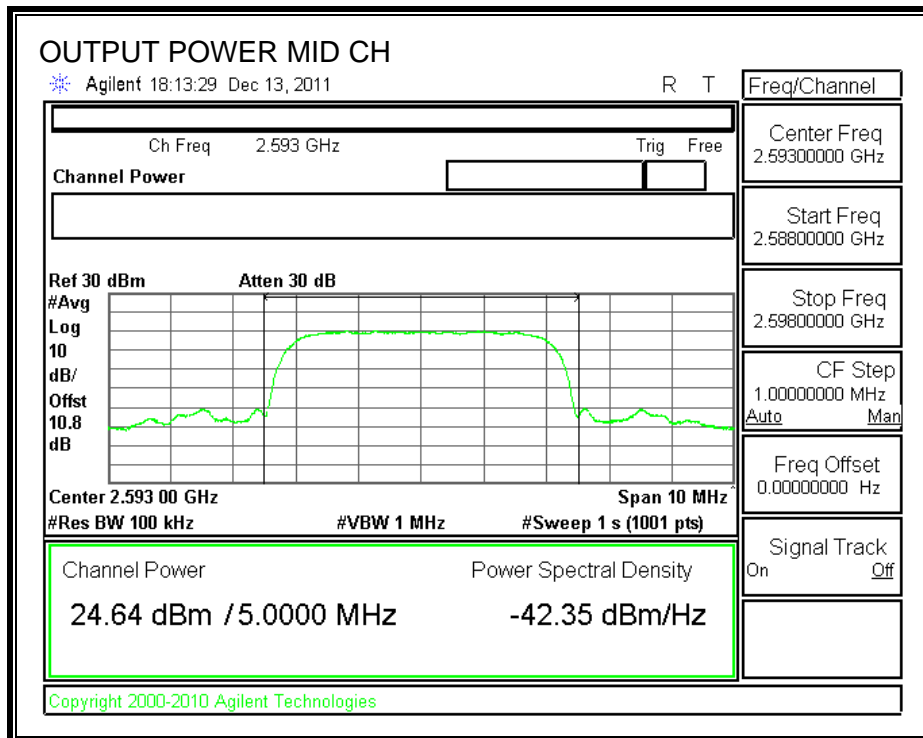 OUTPUT POWER MID CH
Agilent 18:13:29 Dec 13, 2011 R T
Freq/Channel
Ch Freq 2.593 GHz Trig Free
Channel Power
Center Freq
2.59300000 GHz
Start Freq
2.58800000 GHz
Stop Freq
2.59800000 GHz
CF Step
1.00000000 MHz
Auto Man
Freq Offset
0.00000000 Hz
Signal Track
On Off
Ref 30 dBm Atten 30 dB
#Avg
Log
10
dB/
Offst
10.8
dB
Center 2.593 00 GHz Span 10 MHz
#Res BW 100 kHz #VBW 1 MHz #Sweep 1 s (1001 pts)
Channel Power Power Spectral Density
24.64 dBm / 5.0000 MHz -42.35 dBm/Hz
Copyright 2000-2010 Agilent Technologies